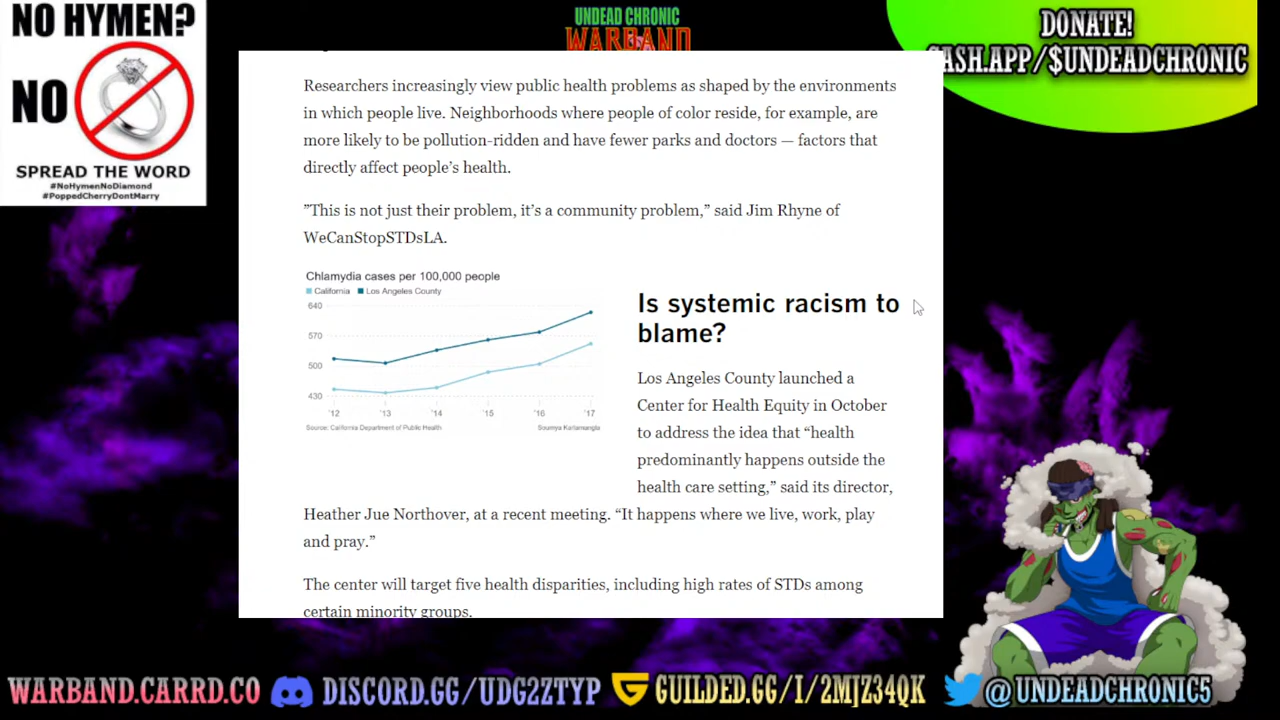 NO HYMEN?
NO
SPREAD THE WORD
#NoHymenNoDiamond
#PoppedCherryDontMarry
UNDEAD CHRONIC
WARBAND
DONATE!
CASH.APP/$UNDEADCHRONIC
Researchers increasingly view public health problems as shaped by the environments
in which people live. Neighborhoods where people of color reside, for example, are
more likely to be pollution-ridden and have fewer parks and doctors — factors that
directly affect people’s health.
”This is not just their problem, it’s a community problem,” said Jim Rhyne of
WeCanStopSTDsLA.
Chlamydia cases per 100,000 people
California Los Angeles County
640
570
500
430
'12 '13 '14 '15 '16 '17
Source: California Department of Public Health Soumya Karlamangla
Is systemic racism to
blame?
Los Angeles County launched a
Center for Health Equity in October
to address the idea that “health
predominantly happens outside the
health care setting,” said its director,
Heather Jue Northover, at a recent meeting. “It happens where we live, work, play
and pray.”
The center will target five health disparities, including high rates of STDs among
certain minority groups.
WARBAND.CARRD.CO DISCORD.GG/UDG2ZTYP GUILDED.GG/I/2MJZ34QK @UNDEADCHRONIC5